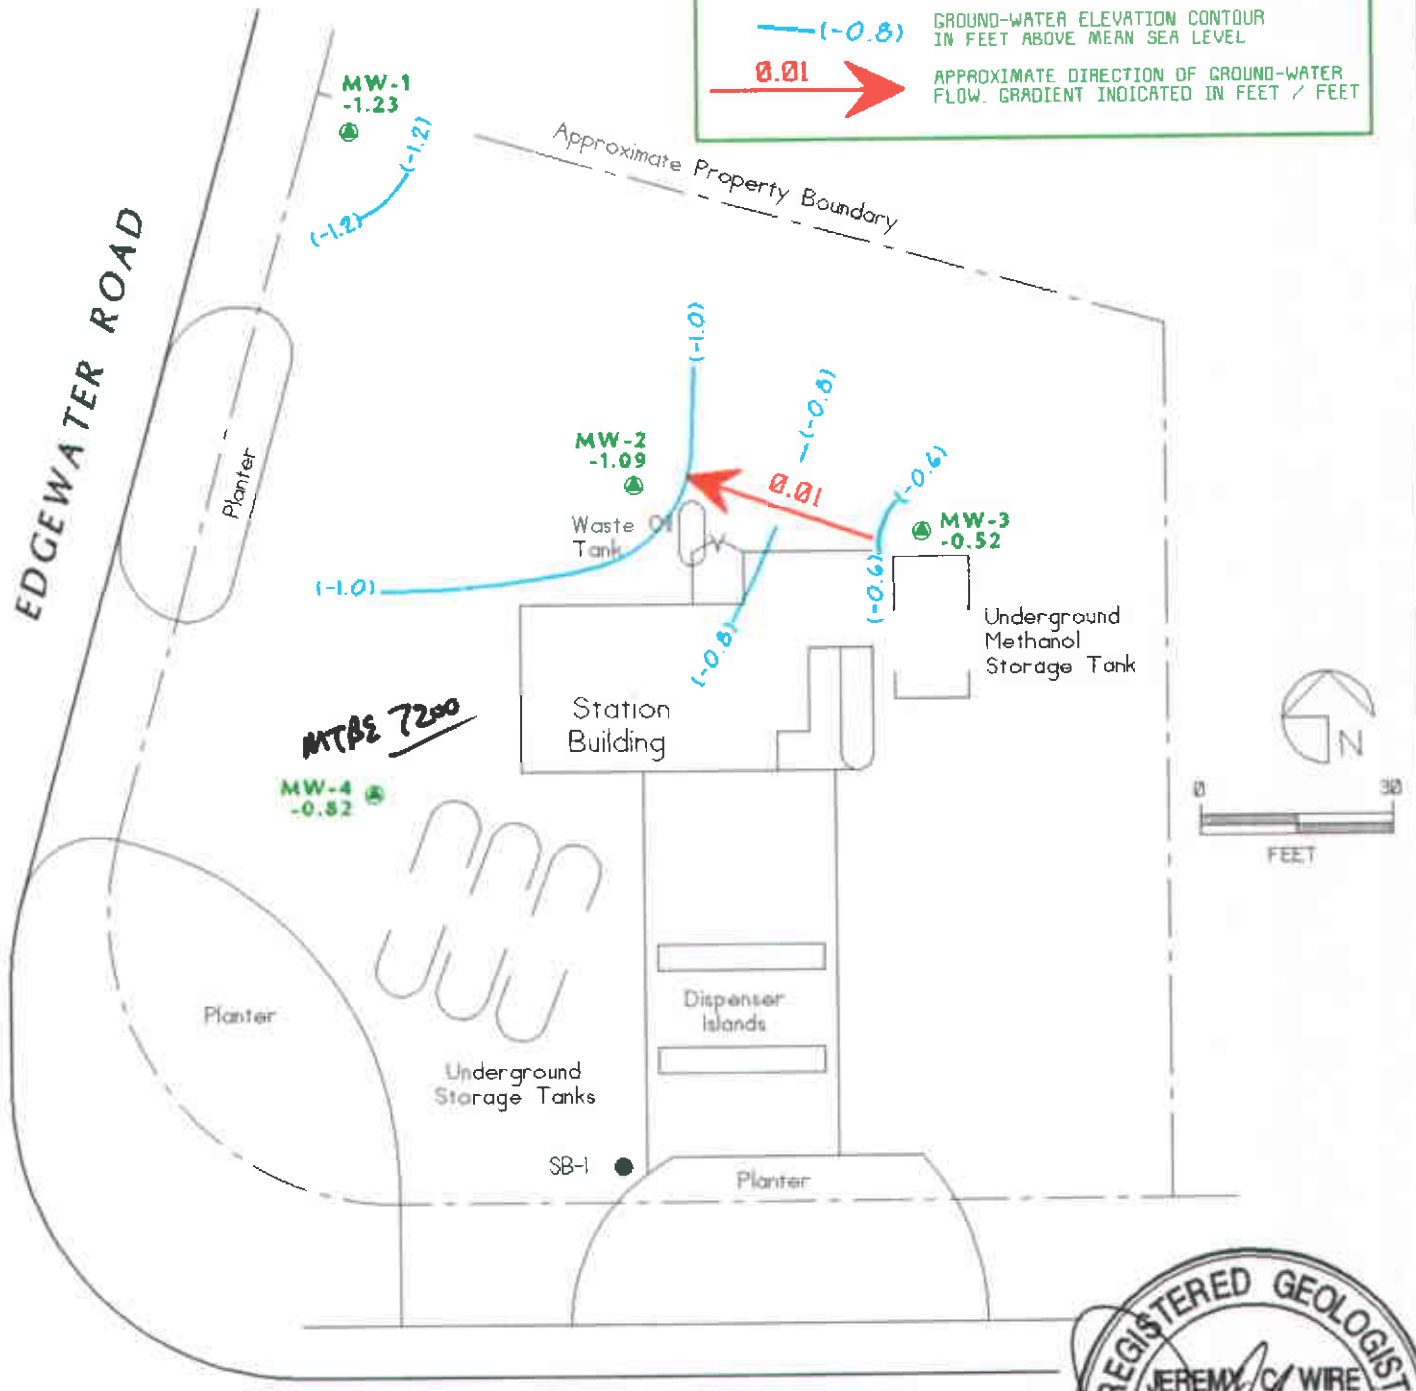 (-0.8)
GROUND-WATER ELEVATION CONTOUR
IN FEET ABOVE MEAN SEA LEVEL
0.01
APPROXIMATE DIRECTION OF GROUND-WATER
FLOW. GRADIENT INDICATED IN FEET / FEET
MW-1
-1.23
(-1.2)
(-1.2)
Approximate Property Boundary
EDGEWATER ROAD
Planter
(-1.0)
(-0.8)
MW-2
-1.09
(-0.6)
0.01
MW-3
-0.52
Waste Oil
Tank
(-1.0)
(-0.6)
(-0.8)
Underground
Methanol
Storage Tank
Station
Building
MTBE 7200
MW-4
-0.82
N
0 30
FEET
Planter
Dispenser
Islands
Underground
Storage Tanks
SB-1
Planter
REGISTERED GEOLOGIST
JEREMY C. WIRE